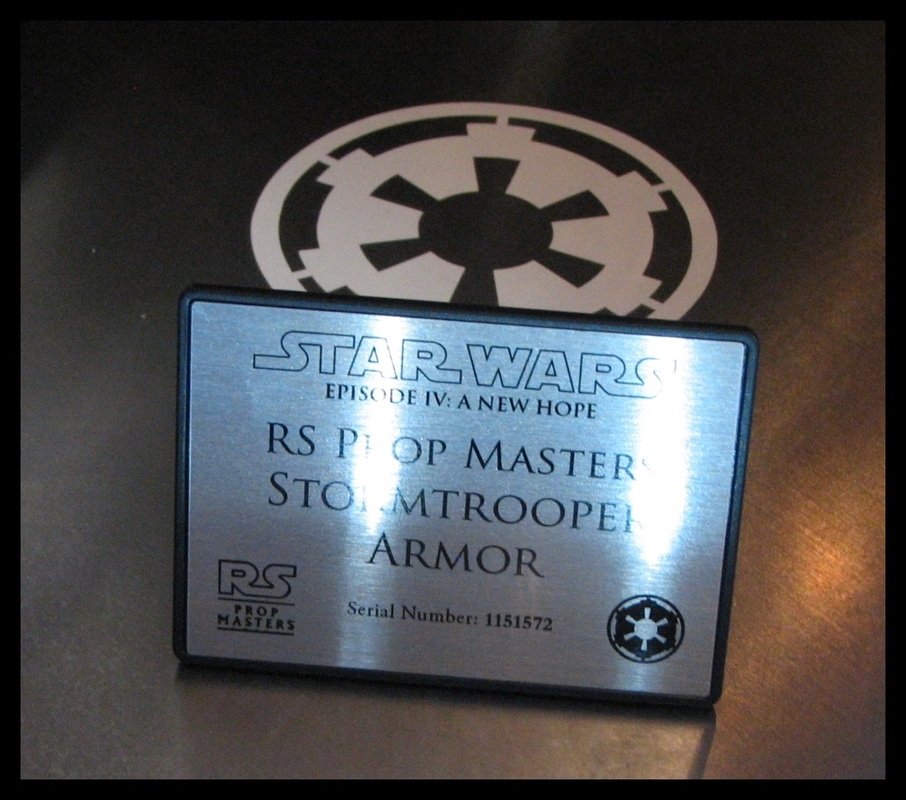 STAR WARS
EPISODE IV: A NEW HOPE
RS PROP MASTERS
STORMTROOPER
ARMOR
RS
PROP
MASTERS
Serial Number: 1151572